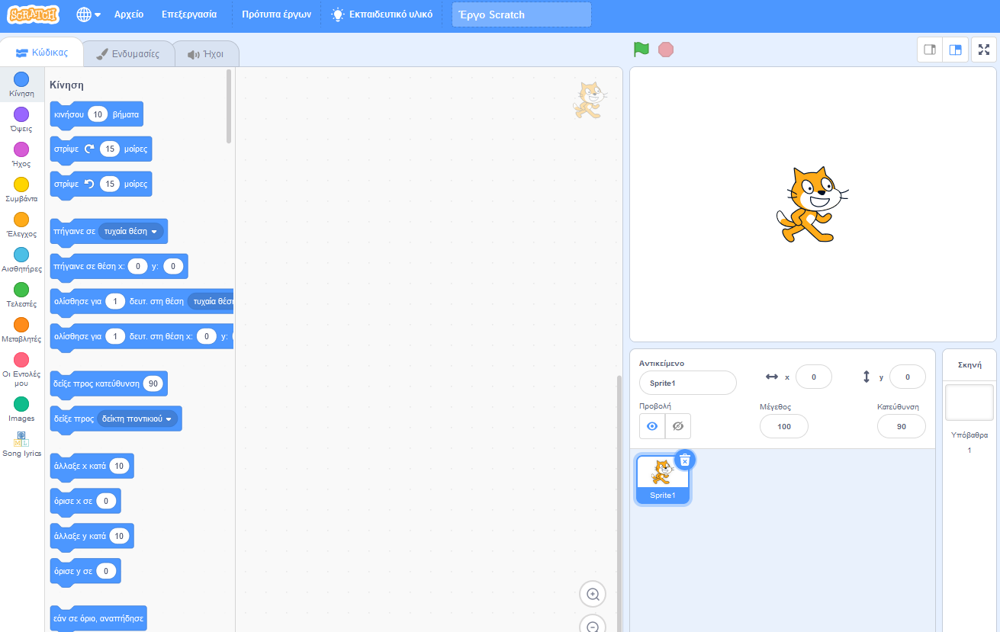 SCRATCH Αρχείο Επεξεργασία Πρότυπα έργων Εκπαιδευτικό υλικό Έργο Scratch
Κώδικας Ενδυμασίες Ήχοι
Κίνηση
Όψεις
Ήχος
Συμβάντα
Έλεγχος
Αισθητήρες
Τελεστές
Μεταβλητές
Οι Εντολές
μου
Images
Song lyrics
Κίνηση
κινήσου 10 βήματα
στρίψε 15 μοίρες
στρίψε 15 μοίρες
πήγαινε σε τυχαία θέση
πήγαινε σε θέση x: 0 y: 0
ολίσθησε για 1 δευτ. στη θέση τυχαία
ολίσθησε για 1 δευτ. στη θέση x: 0 y:
δείξε προς κατεύθυνση 90
δείξε προς δείκτη ποντικιού
άλλαξε x κατά 10
όρισε x σε 0
άλλαξε y κατά 10
όρισε y σε 0
εάν σε όριο, αναπήδησε
Αντικείμενο
Sprite1 x 0 y 0
Προβολή Μέγεθος Κατεύθυνση
100 90
Sprite1
Σκηνή
Υπόβαθρα
1